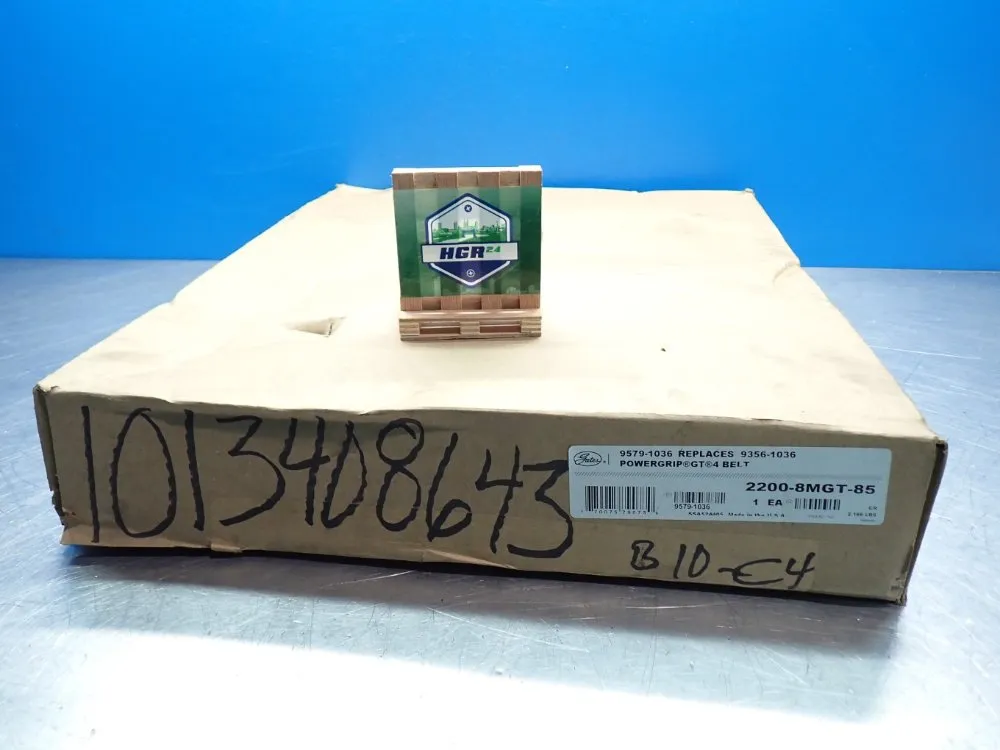 HGR24
1013408643
Gates
9579-1036 REPLACES 9356-1036
POWERGRIP®GT®4 BELT
2200-8MGT-85
1 EA
9579-1036
Made in the U.S.A.
B10-C4